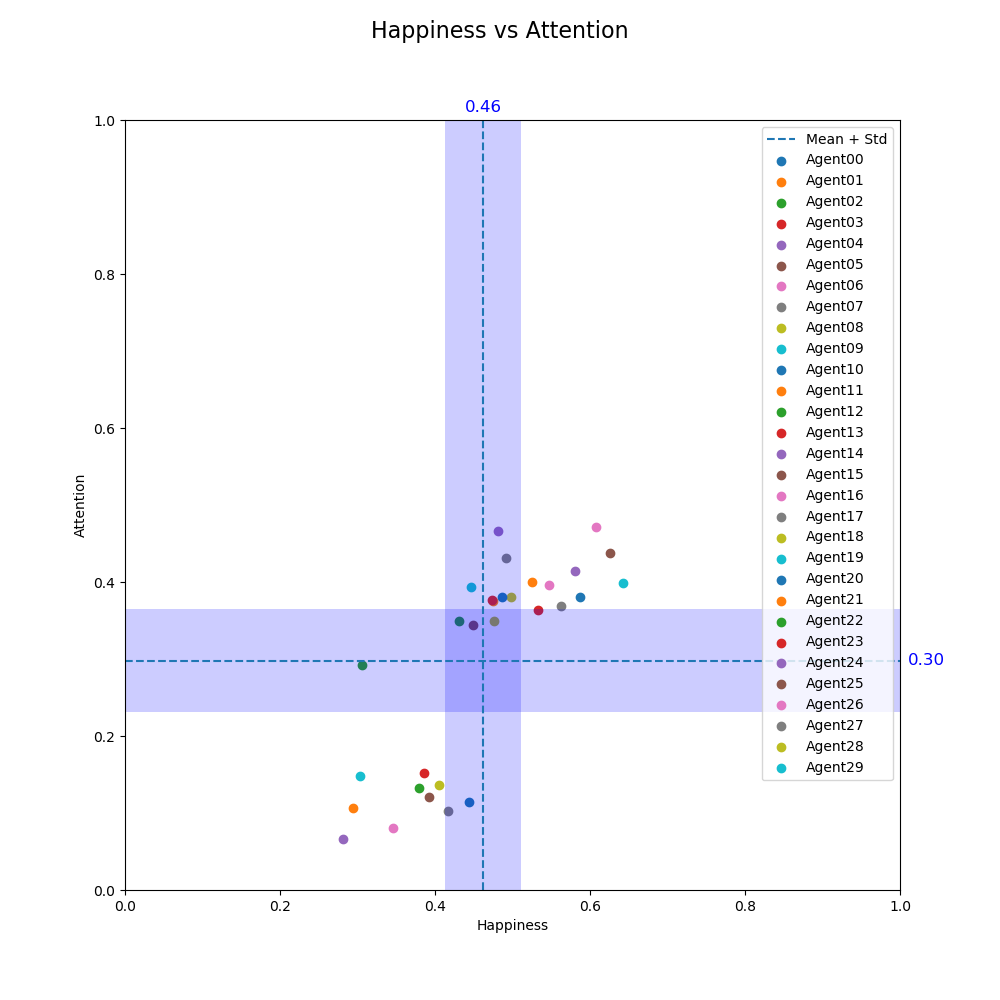 Happiness vs Attention
0.46
1.0
0.8
0.6
0.4
0.2
0.0
Attention
0.30
Mean + Std
Agent00
Agent01
Agent02
Agent03
Agent04
Agent05
Agent06
Agent07
Agent08
Agent09
Agent10
Agent11
Agent12
Agent13
Agent14
Agent15
Agent16
Agent17
Agent18
Agent19
Agent20
Agent21
Agent22
Agent23
Agent24
Agent25
Agent26
Agent27
Agent28
Agent29
0.0 0.2 0.4 0.6 0.8 1.0
Happiness